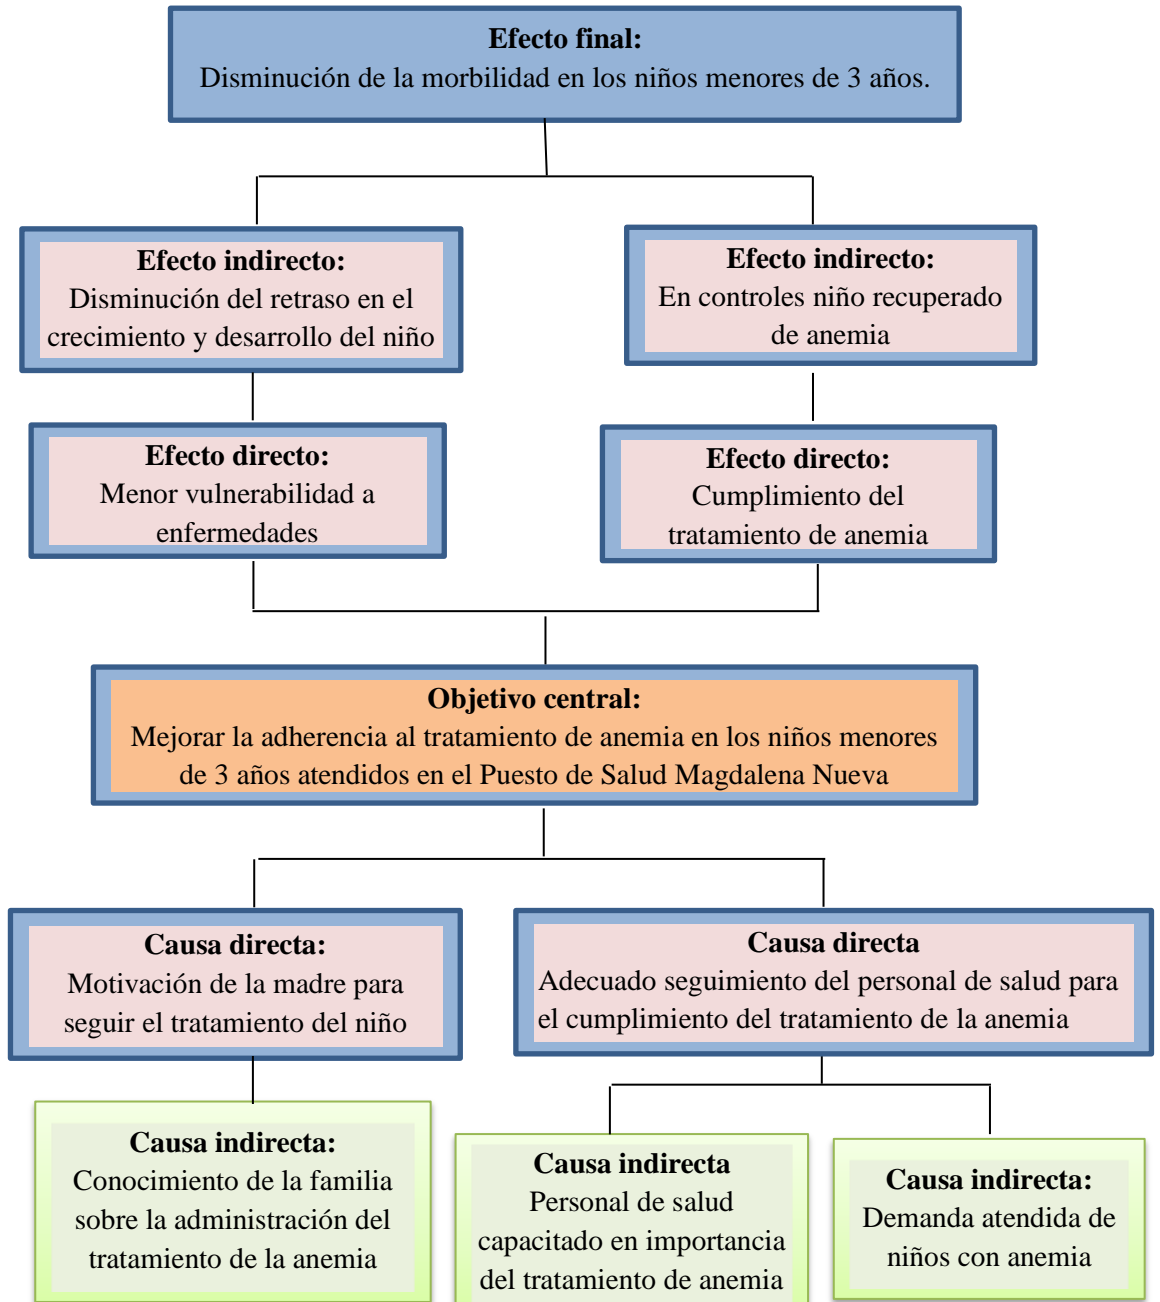 Efecto final:
Disminución de la morbilidad en los niños menores de 3 años.
Efecto indirecto:
Disminución del retraso en el
crecimiento y desarrollo del niño
Efecto indirecto:
En controles niño recuperado
de anemia
Efecto directo:
Menor vulnerabilidad a
enfermedades
Efecto directo:
Cumplimiento del
tratamiento de anemia
Objetivo central:
Mejorar la adherencia al tratamiento de anemia en los niños menores
de 3 años atendidos en el Puesto de Salud Magdalena Nueva
Causa directa:
Motivación de la madre para
seguir el tratamiento del niño
Causa directa
Adecuado seguimiento del personal de salud para
el cumplimiento del tratamiento de la anemia
Causa indirecta:
Conocimiento de la familia
sobre la administración del
tratamiento de la anemia
Causa indirecta
Personal de salud
capacitado en importancia
del tratamiento de anemia
Causa indirecta:
Demanda atendida de
niños con anemia